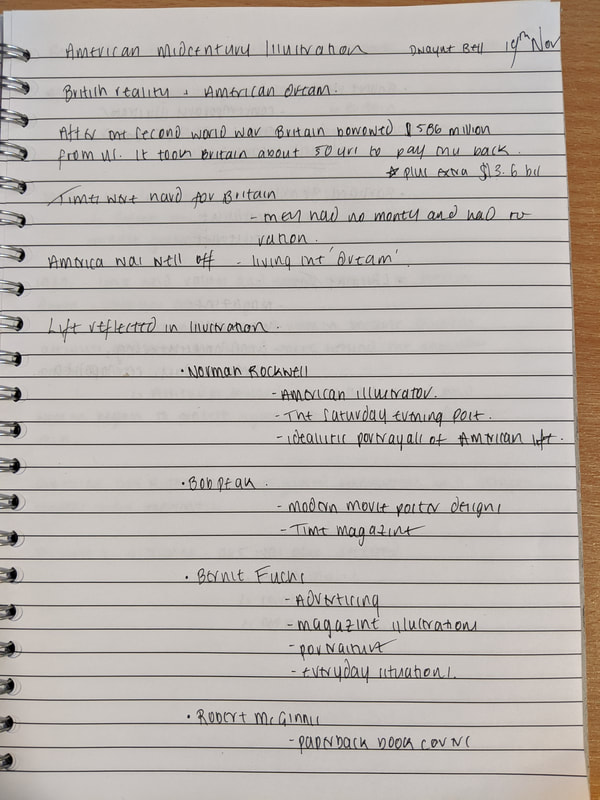 American Midcentury Illustration Dwayne Bell 19th Nov
British reality + American Dream.
After the second world war Britain borrowed $586 million
from US. It took Britain about 50 yrs to pay this back.
* plus extra $13.6 bil
Times were hard for Britain
- they had no money and had to
ration.
America was well off - living the 'Dream'.
Life reflected in illustration.
• Norman Rockwell
- American illustrator.
- The Saturday Evening Post.
- idealistic portrayals of American life.
• Bob Peak.
- modern movie poster designs
- Time magazine
• Bernie Fuchs
- Advertising
- magazine illustrations
- portraiture
- everyday situations.
• Robert McGinnis
- paperback book covers